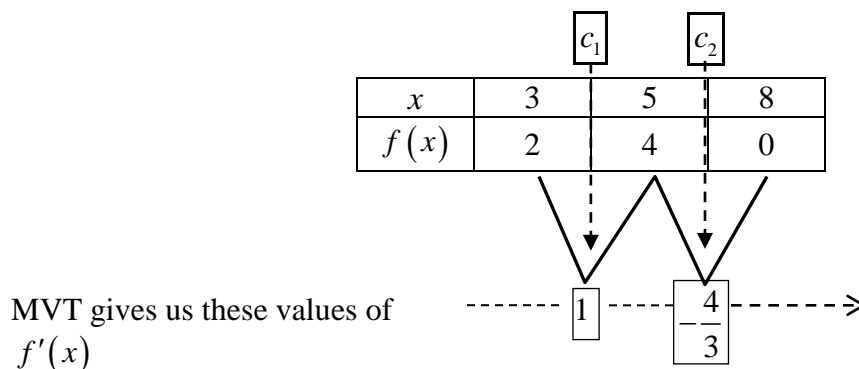 c₁ c₂
x 3 5 8
f(x) 2 4 0
MVT gives us these values of 1 -4/3
f'(x)